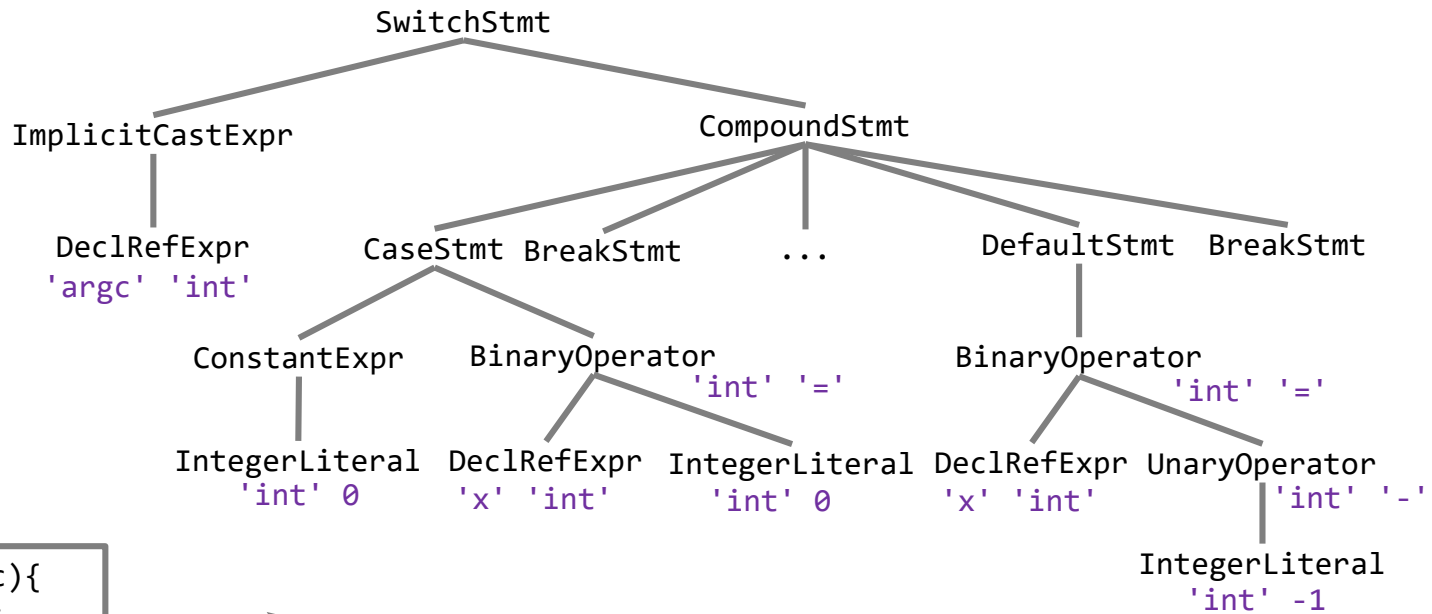 SwitchStmt
ImplicitCastExpr
CompoundStmt
DeclRefExpr
'argc' 'int'
CaseStmt
BreakStmt
...
DefaultStmt
BreakStmt
ConstantExpr
BinaryOperator
'int' '='
BinaryOperator
'int' '='
IntegerLiteral
'int' 0
DeclRefExpr
'x' 'int'
IntegerLiteral
'int' 0
DeclRefExpr
'x' 'int'
UnaryOperator
'int' '-'
IntegerLiteral
'int' -1
){